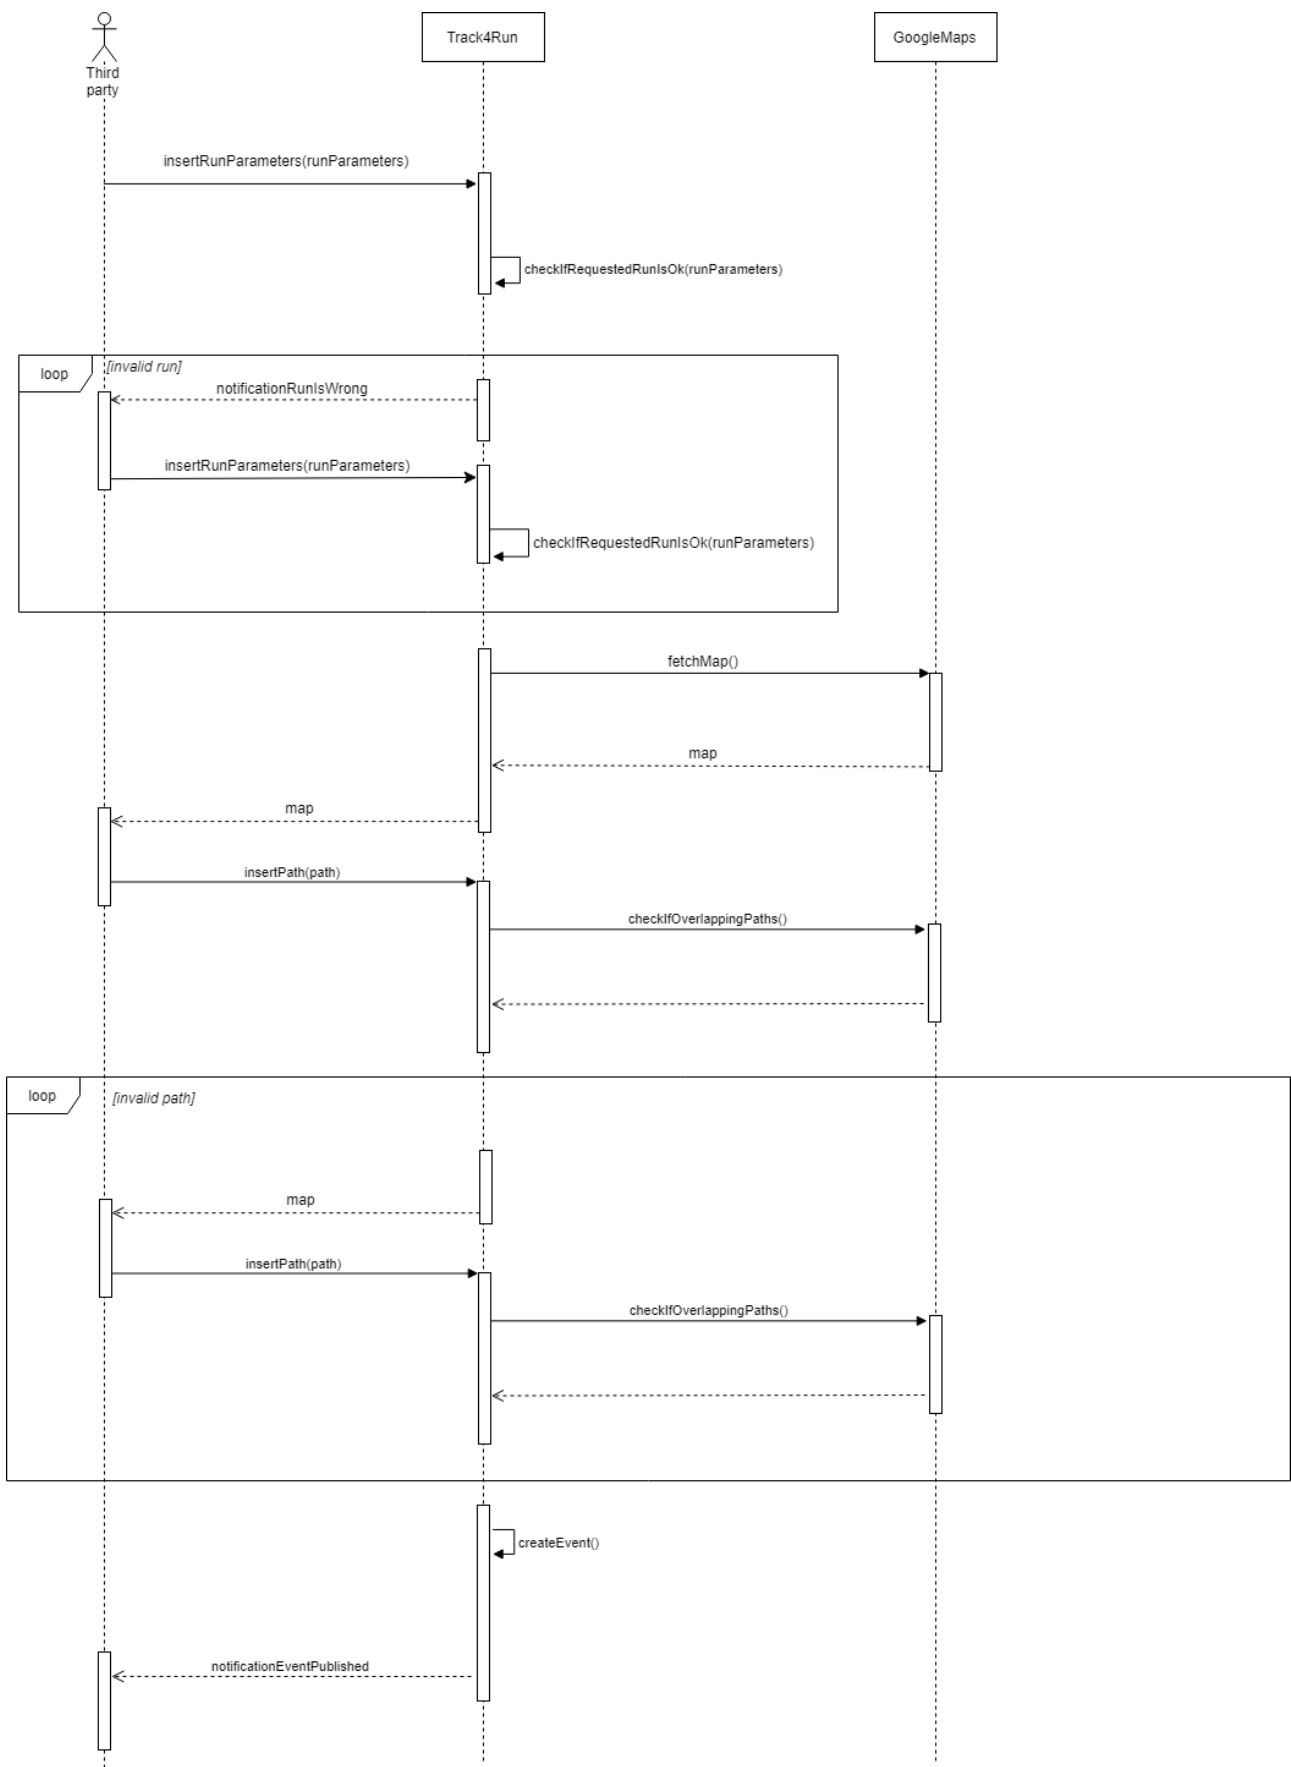 Third
party
Track4Run
GoogleMaps
insertRunParameters(runParameters)
checkIfRequestedRunIsOk(runParameters)
loop
[invalid run]
notificationRunIsWrong
insertRunParameters(runParameters)
checkIfRequestedRunIsOk(runParameters)
fetchMap()
map
map
insertPath(path)
checkIfOverlappingPaths()
loop
[invalid path]
map
insertPath(path)
checkIfOverlappingPaths()
createEvent()
notificationEventPublished